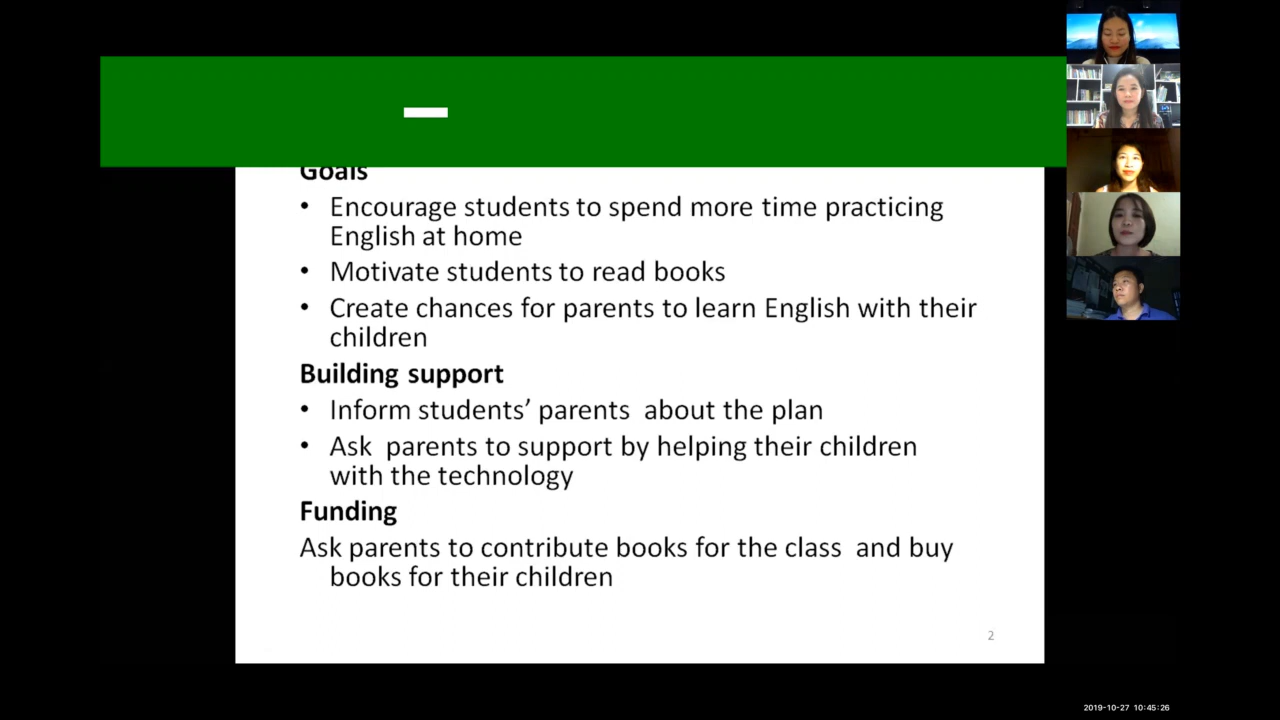 Goals
• Encourage students to spend more time practicing
English at home
• Motivate students to read books
• Create chances for parents to learn English with their
children
Building support
• Inform students’ parents  about the plan
• Ask  parents to support by helping their children
with the technology
Funding
Ask parents to contribute books for the class  and buy
books for their children
2
2019-10-27 10:45:26